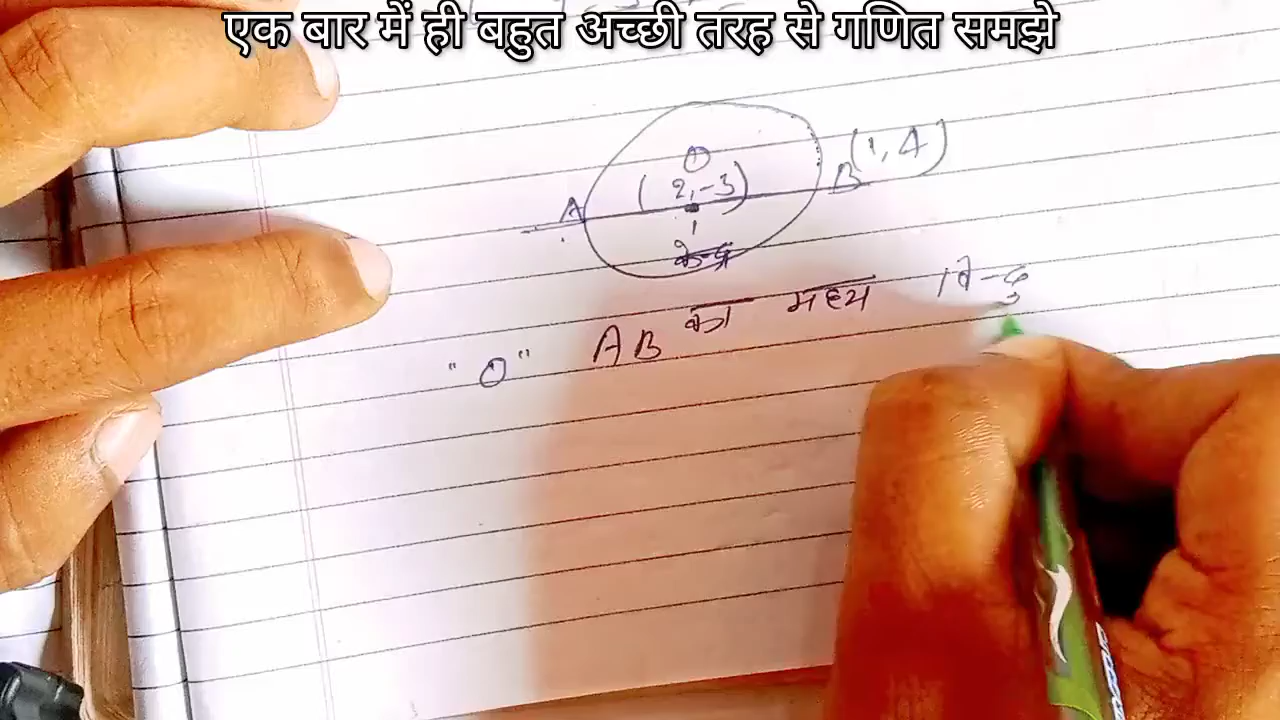 एक बार में ही बहुत अच्छी तरह से गणित समझे
O
B (1, 4)
A (2, -3)
केन्द्र
"O" AB का मध्य बिन्दु